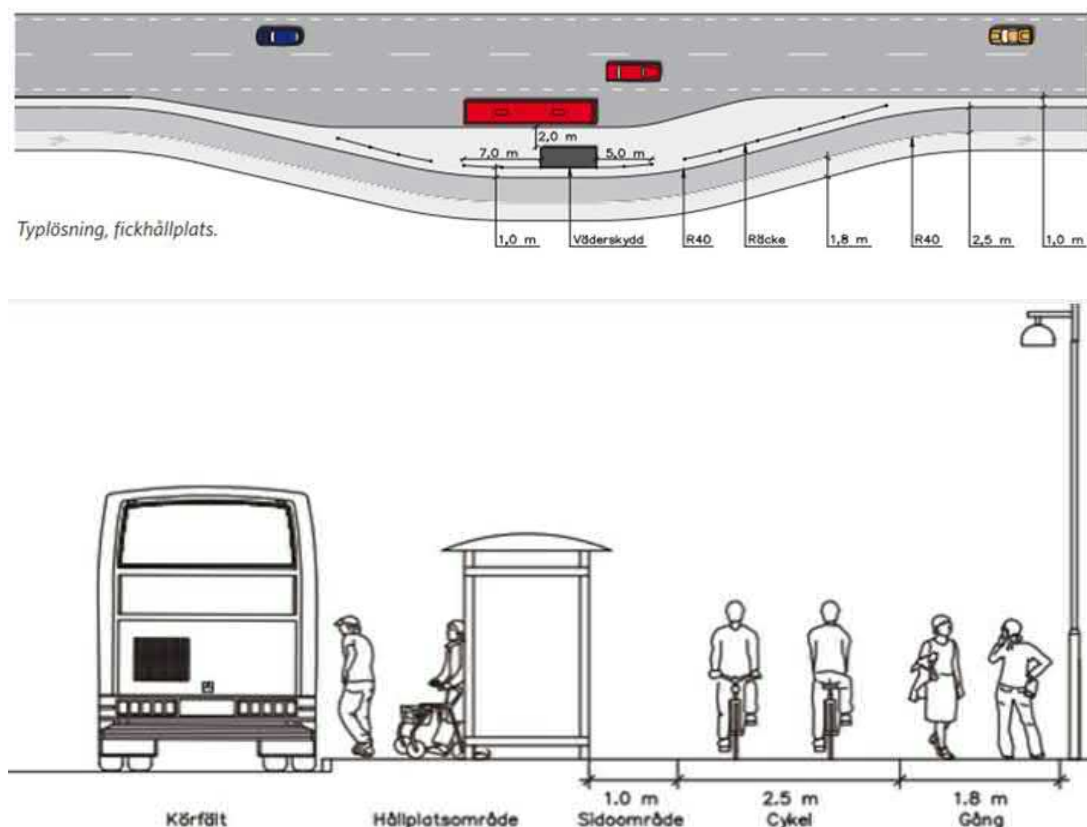 2,0 m
7,0 m
5,0 m
Typlösning, fickhållplats.
1,0 m
Väderskydd
R40
Räcke
1,8 m
R40
2,5 m
1,0 m
1.0 m
2.5 m
1.8 m
Körfält
Hållplatsområde
Sidoområde
Cykel
Gång